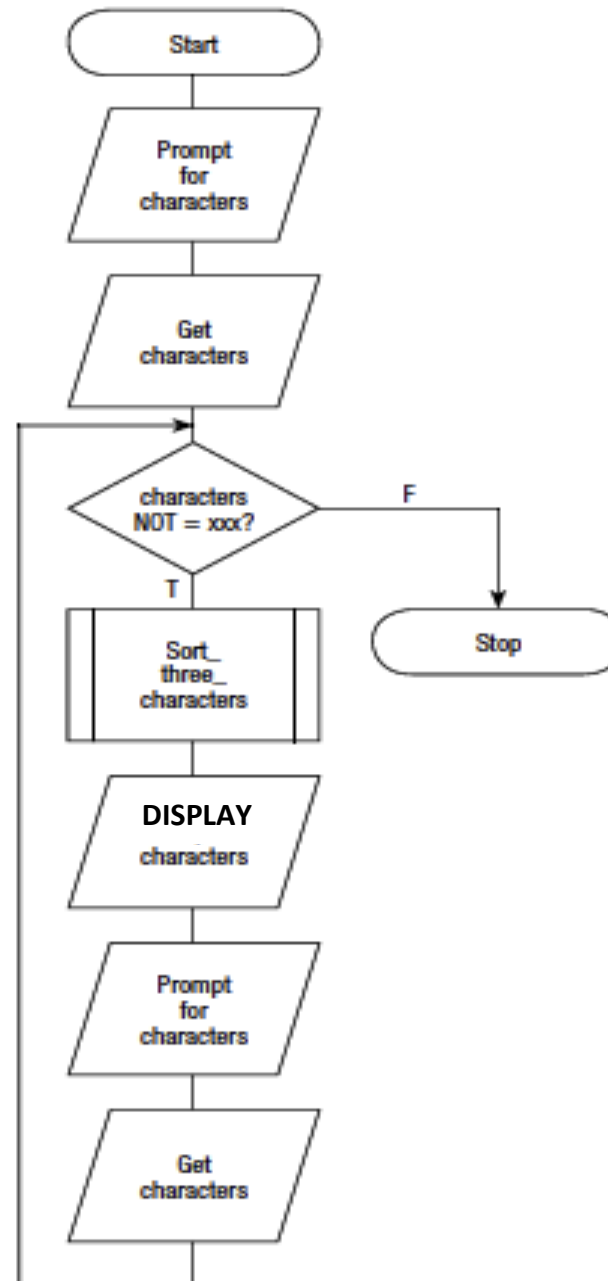 Start
Prompt
for
characters
Get
characters
characters
NOT = xxx?
F
T
Sort_
three_
characters
Stop
DISPLAY
characters
Prompt
for
characters
Get
characters